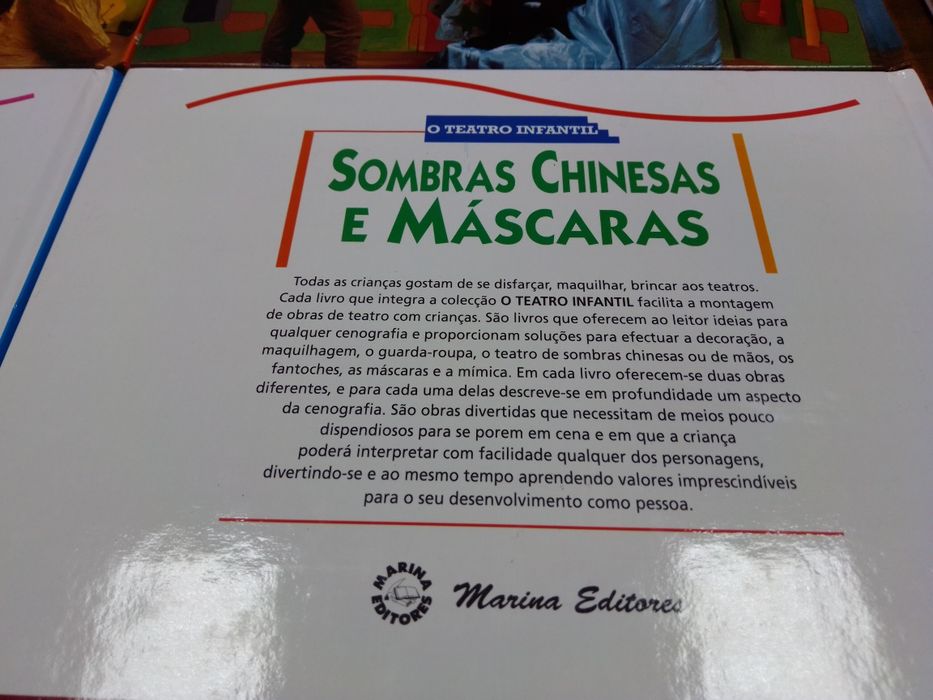 O TEATRO INFANTIL
SOMBRAS CHINESAS
E MÁSCARAS
Todas as crianças gostam de se disfarçar, maquilhar, brincar aos teatros.
Cada livro que integra a colecção O TEATRO INFANTIL facilita a montagem
de obras de teatro com crianças. São livros que oferecem ao leitor ideias para
qualquer cenografia e proporcionam soluções para efectuar a decoração, a
maquilhagem, o guarda-roupa, o teatro de sombras chinesas ou de mãos, os
fantoches, as máscaras e a mímica. Em cada livro oferecem-se duas obras
diferentes, e para cada uma delas descreve-se em profundidade um aspecto
da cenografia. São obras divertidas que necessitam de meios pouco
dispendiosos para se porem em cena e em que a criança
poderá interpretar com facilidade qualquer dos personagens,
divertindo-se e ao mesmo tempo aprendendo valores imprescindíveis
para o seu desenvolvimento como pessoa.
MARINA EDITORES
Marina Editores